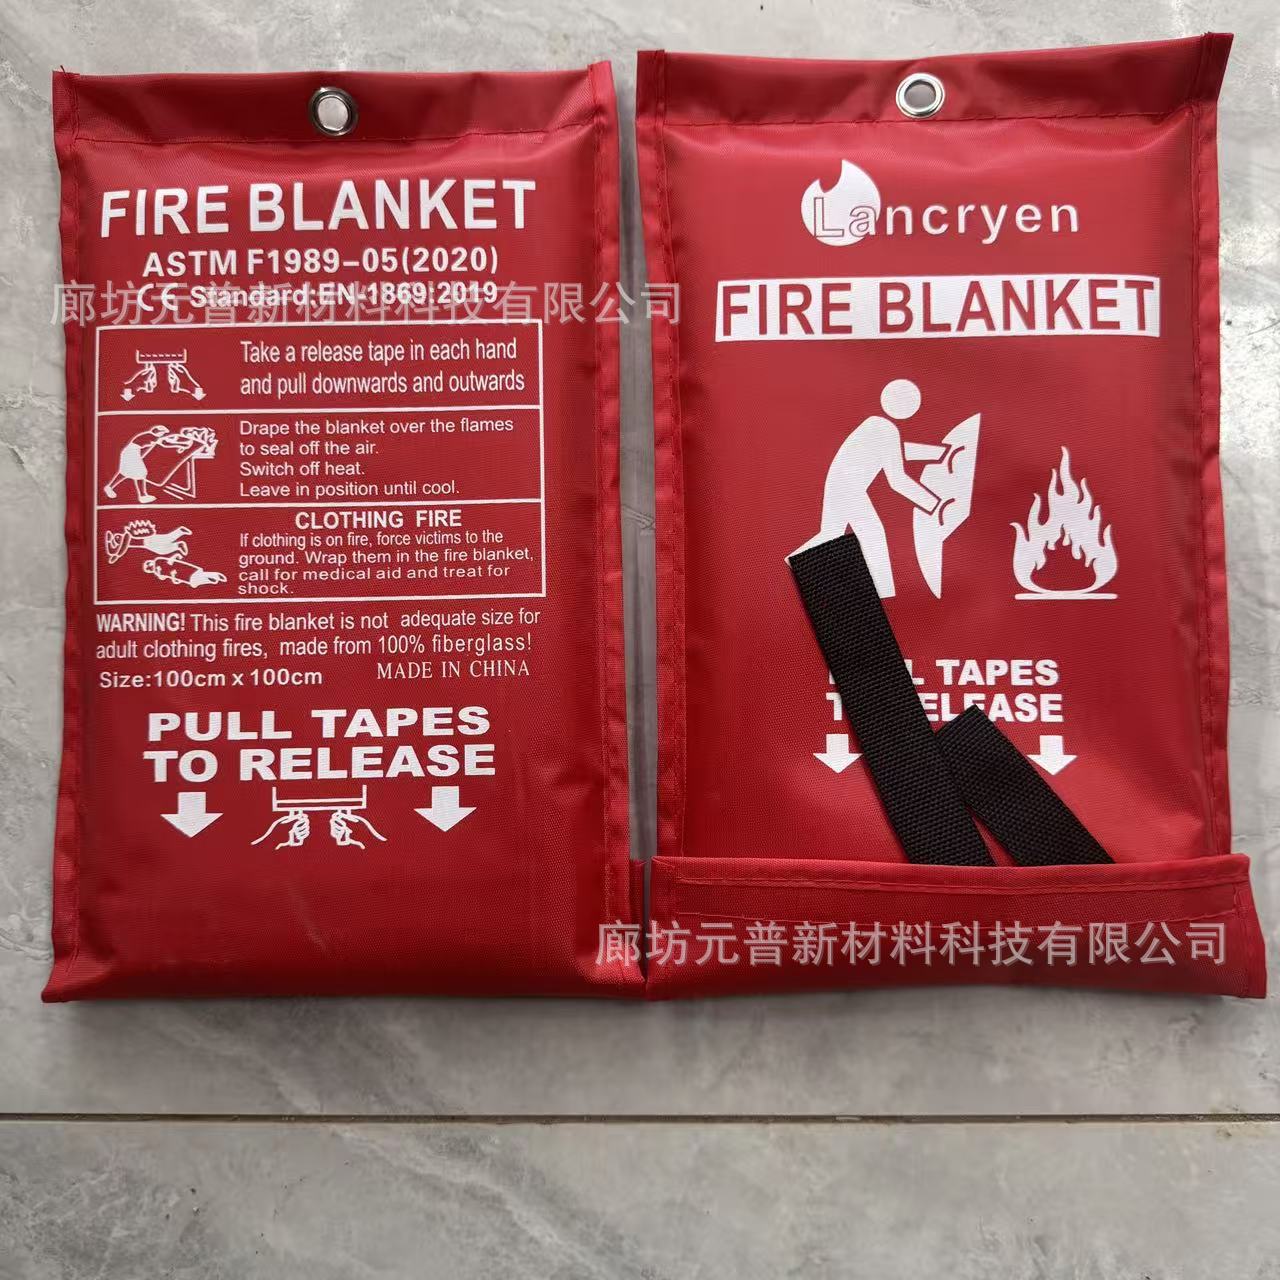 FIRE BLANKET
ASTM F1989-05(2020)
CE Standard:EN-1869:2019
廊坊元普新材料科技有限公司
Take a release tape in each hand
and pull downwards and outwards
Drape the blanket over the flames
to seal off the air.
Switch off heat.
Leave in position until cool.
CLOTHING FIRE
If clothing is on fire, force victims to the
ground. Wrap them in the fire blanket,
call for medical aid and treat for
shock.
WARNING! This fire blanket is not adequate size for
adult clothing fires, made from 100% fiberglass!
Size:100cm x 100cm
MADE IN CHINA
PULL TAPES
TO RELEASE
Lancryen
FIRE BLANKET
LL TAPES
T ELEASE
廊坊元普新材料科技有限公司